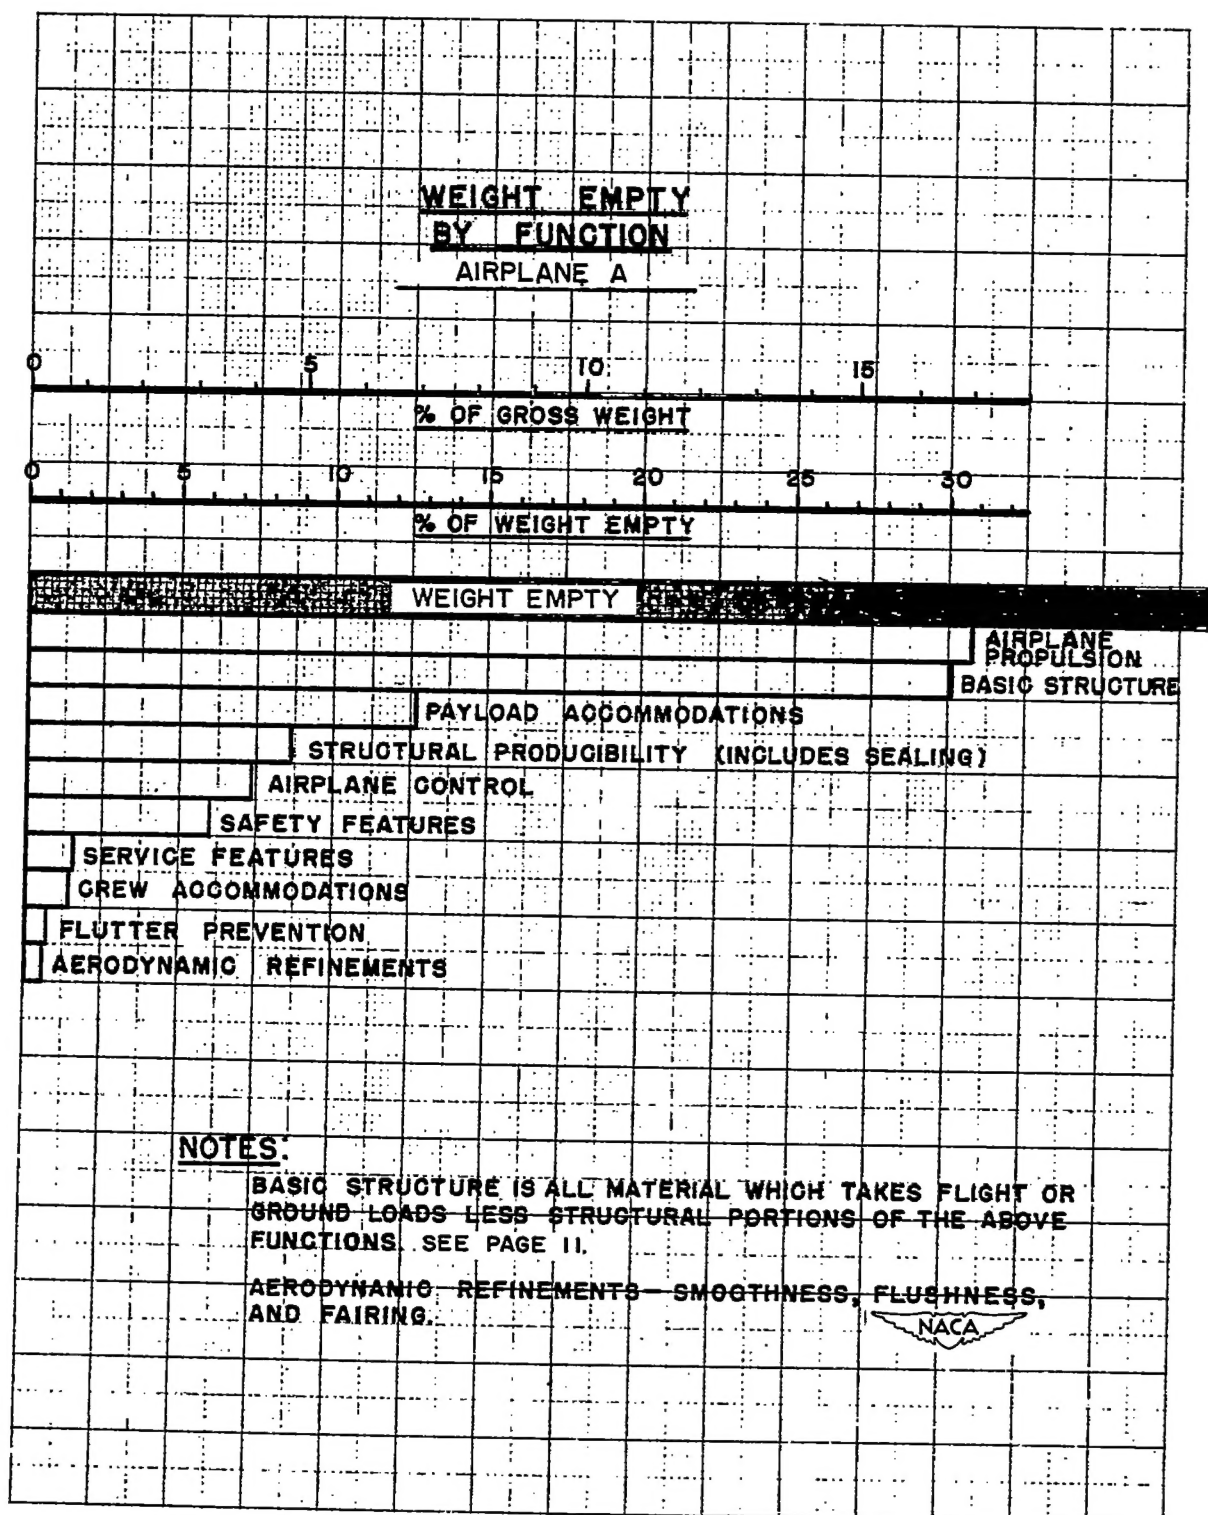 WEIGHT EMPTY
BY FUNCTION
AIRPLANE A
0 5 10 15
% OF GROSS WEIGHT
0 5 10 15 20 25 30
% OF WEIGHT EMPTY
WEIGHT EMPTY
AIRPLANE
PROPULSION
BASIC STRUCTURE
PAYLOAD ACCOMMODATIONS
STRUCTURAL PRODUCIBILITY (INCLUDES SEALING)
AIRPLANE CONTROL
SAFETY FEATURES
SERVICE FEATURES
CREW ACCOMMODATIONS
FLUTTER PREVENTION
AERODYNAMIC REFINEMENTS
NOTES:
BASIC STRUCTURE IS ALL MATERIAL WHICH TAKES FLIGHT OR
GROUND LOADS LESS STRUCTURAL PORTIONS OF THE ABOVE
FUNCTIONS. SEE PAGE 11.
AERODYNAMIC REFINEMENTS—SMOOTHNESS, FLUSHNESS,
AND FAIRING.
NACA